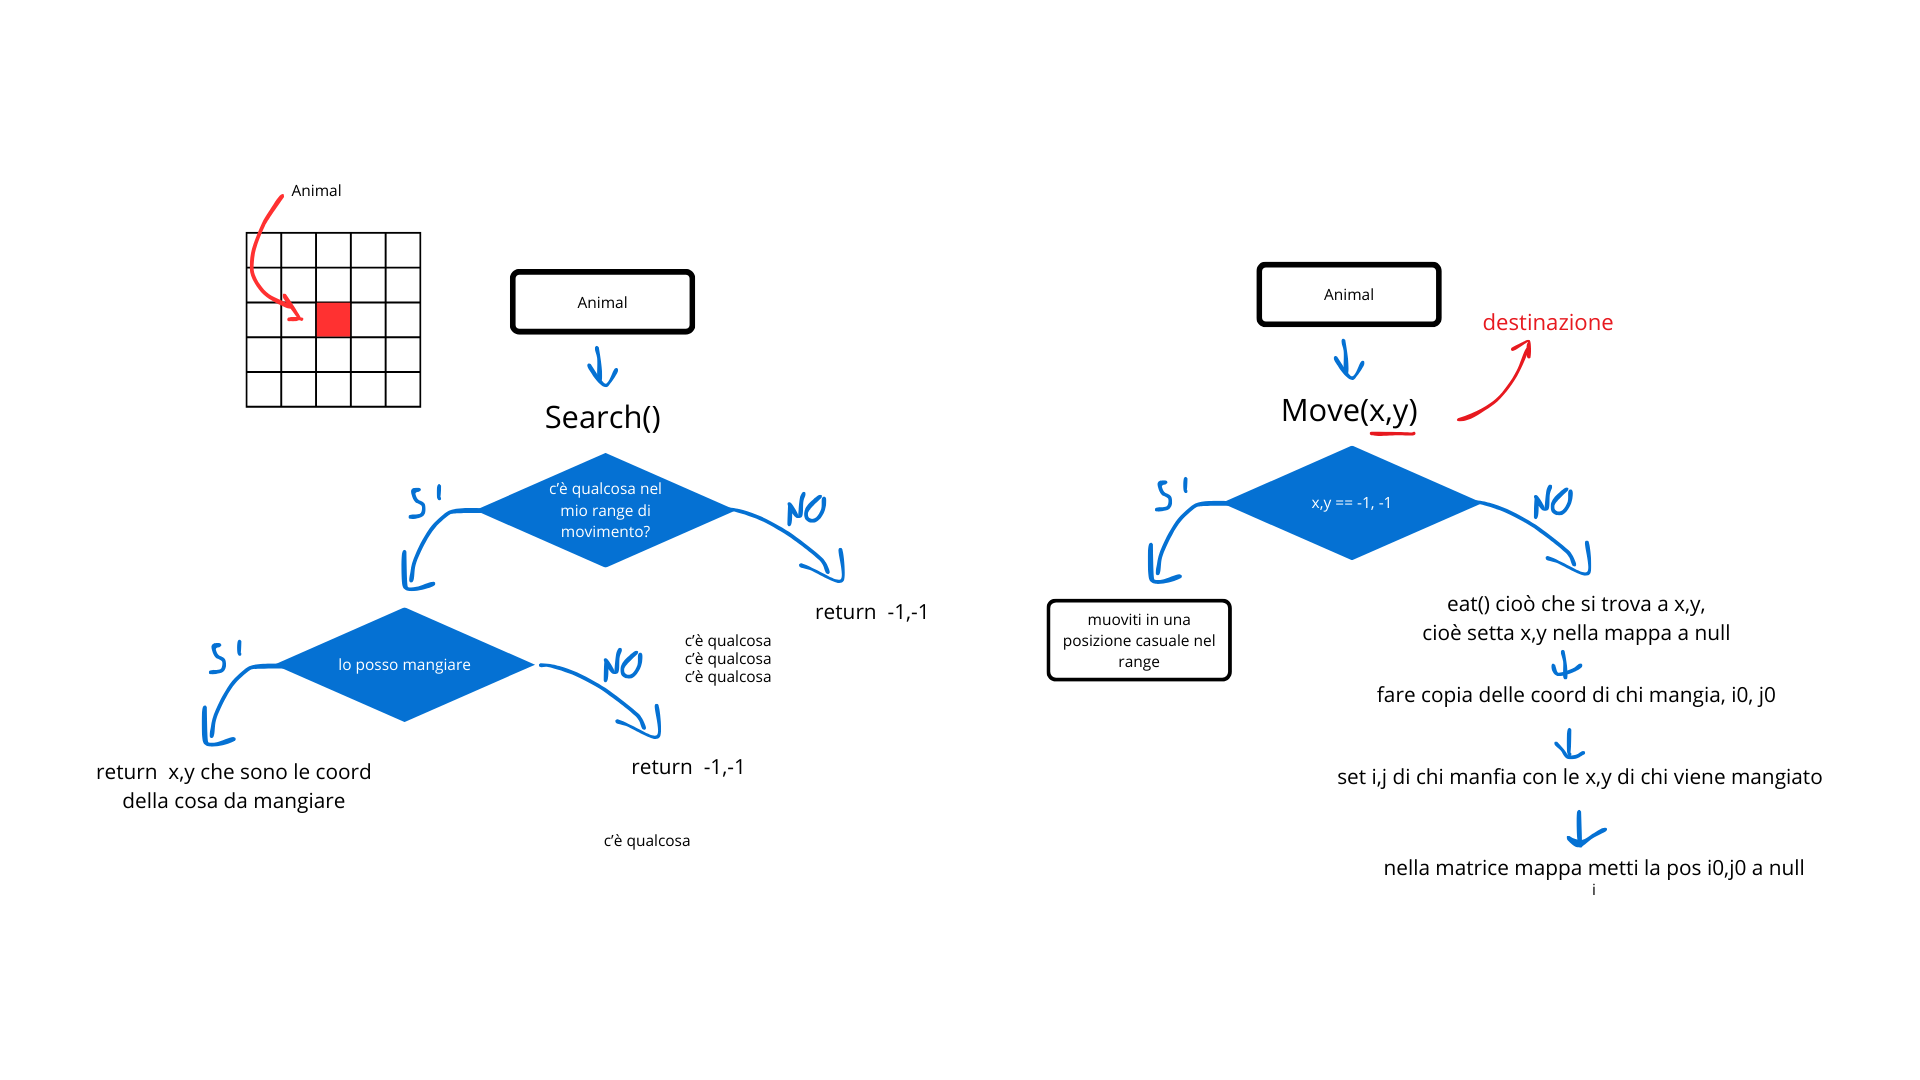 Animal
Animal
Search()
c'è qualcosa nel
mio range di
movimento?
SI
NO
return  -1,-1
lo posso mangiare
SI
NO
c'è qualcosa
c'è qualcosa
c'è qualcosa
return  x,y che sono le coord
della cosa da mangiare
return  -1,-1
c'è qualcosa
Animal
destinazione
Move(x,y)
x,y == -1, -1
SI
NO
muoviti in una
posizione casuale nel
range
eat() cioò che si trova a x,y,
cioè setta x,y nella mappa a null
fare copia delle coord di chi mangia, i0, j0
set i,j di chi manfia con le x,y di chi viene mangiato
nella matrice mappa metti la pos i0,j0 a null
i